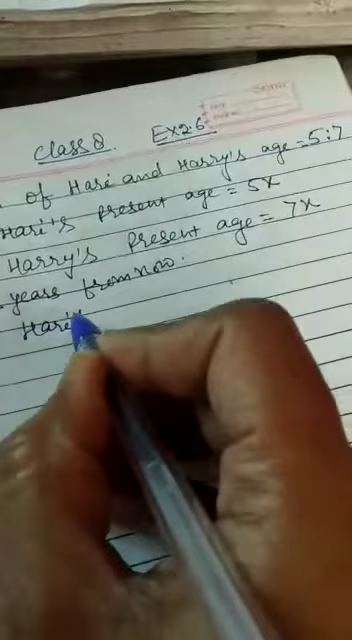 Class 8. Ex 2.6
of Hari and Harry's age = 5:7
Hari's present age = 5x
Harry's present age = 7x
years from now.
Hari's